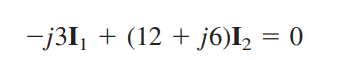 −j3I₁ + (12 + j6)I₂ = 0